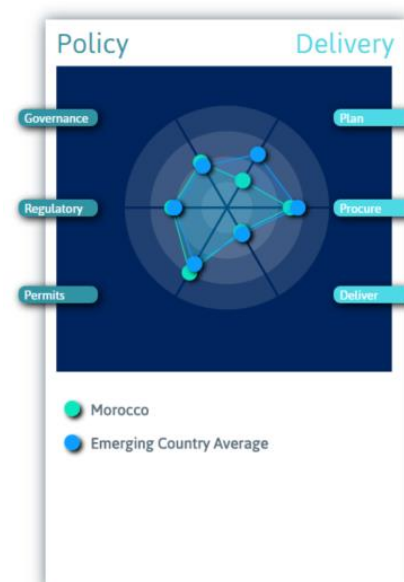 Policy Delivery
Governance Plan
Regulatory Procure
Permits Deliver
Morocco
Emerging Country Average